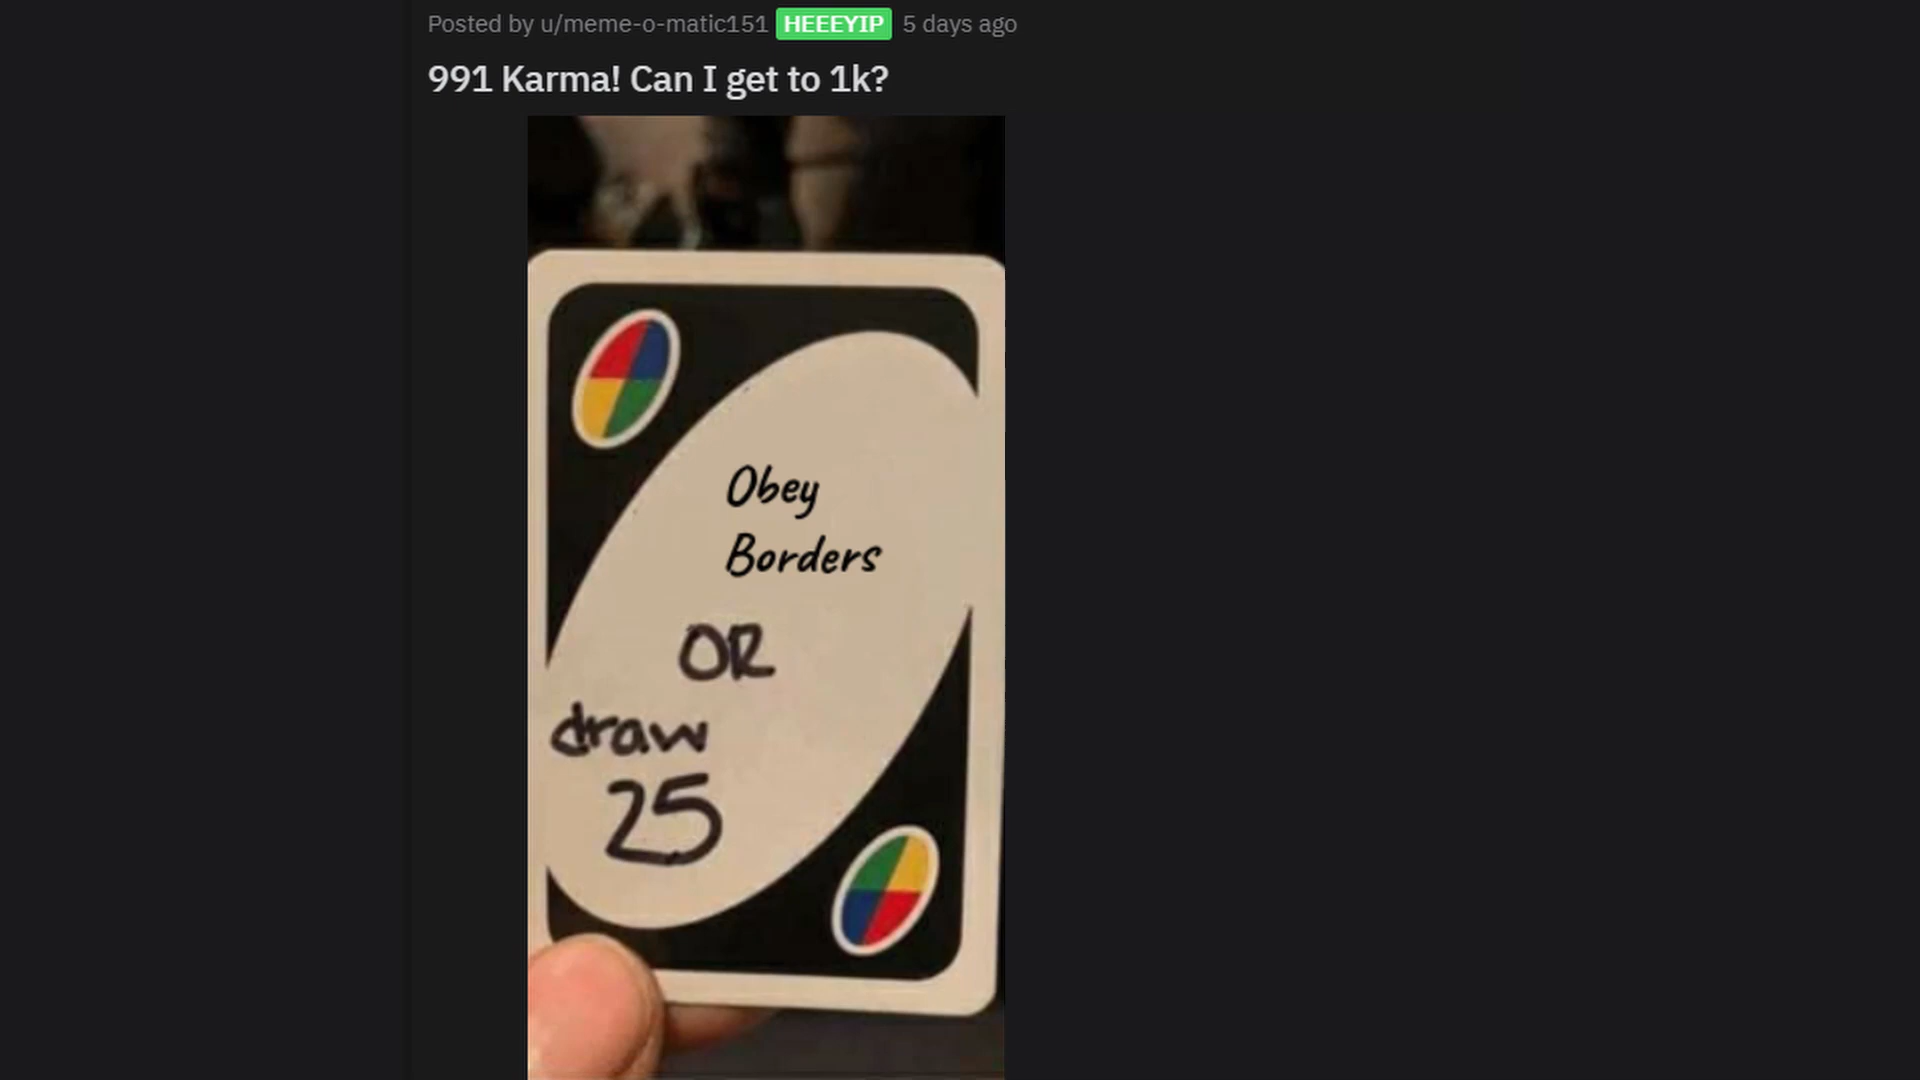 Posted by u/meme-o-matic151 HEEEYIP 5 days ago
991 Karma! Can I get to 1k?
Obey
Borders
OR
draw
25